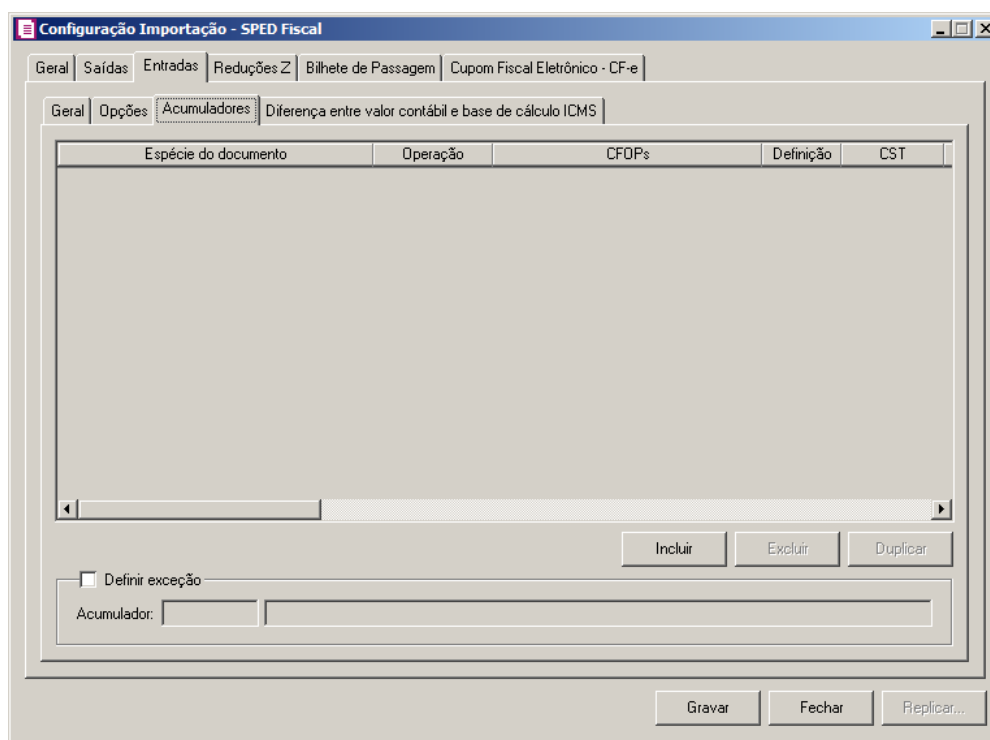 Configuração Importação - SPED Fiscal
Geral Saídas Entradas Reduções Z Bilhete de Passagem Cupom Fiscal Eletrônico - CF-e
Geral Opções Acumuladores Diferença entre valor contábil e base de cálculo ICMS
Espécie do documento Operação CFOPs Definição CST
Incluir Excluir Duplicar
Definir exceção
Acumulador:
Gravar Fechar Replicar...